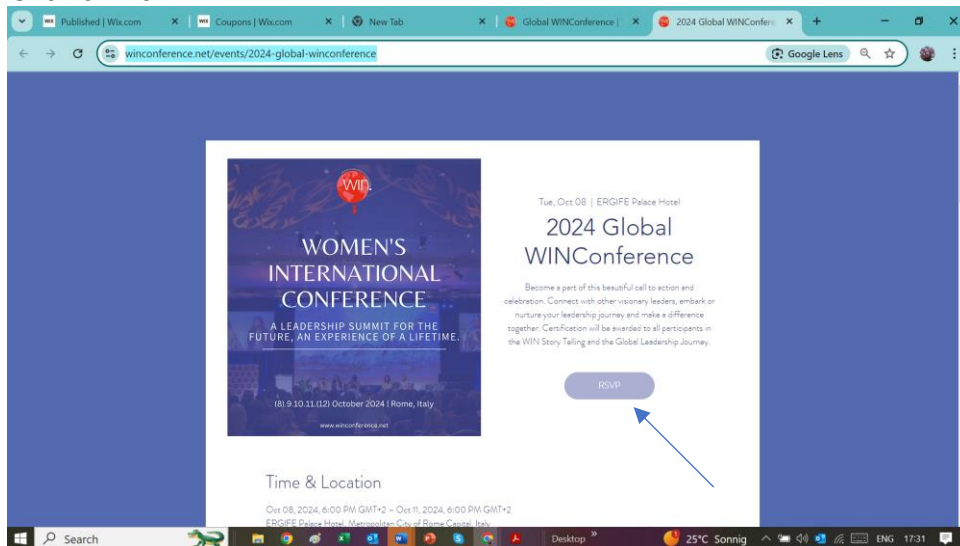 Published | Wix.com
Coupons | Wix.com
New Tab
Global WINConference |
2024 Global WINConfere
winconference.net/events/2024-global-winconference
Google Lens
WIN.
WOMEN'S
INTERNATIONAL
CONFERENCE
A LEADERSHIP SUMMIT FOR THE
FUTURE, AN EXPERIENCE OF A LIFETIME.
(8).9.10.11.(12) October 2024 | Rome, Italy
www.winconference.net
Tue, Oct 08 | ERGIFE Palace Hotel
2024 Global
WINConference
Become a part of this beautiful call to action and
celebration. Connect with other visionary leaders, embark or
nurture your leadership journey and make a difference
together. Certification will be awarded to all participants in
the WIN Story Telling and the Global Leadership Journey.
RSVP
Time & Location
Oct 08, 2024, 6:00 PM GMT+2 – Oct 11, 2024, 6:00 PM GMT+2
ERGIFE Palace Hotel, Metropolitan City of Rome Capital, Italy
Search
Desktop
25°C Sonnig
ENG
17:31